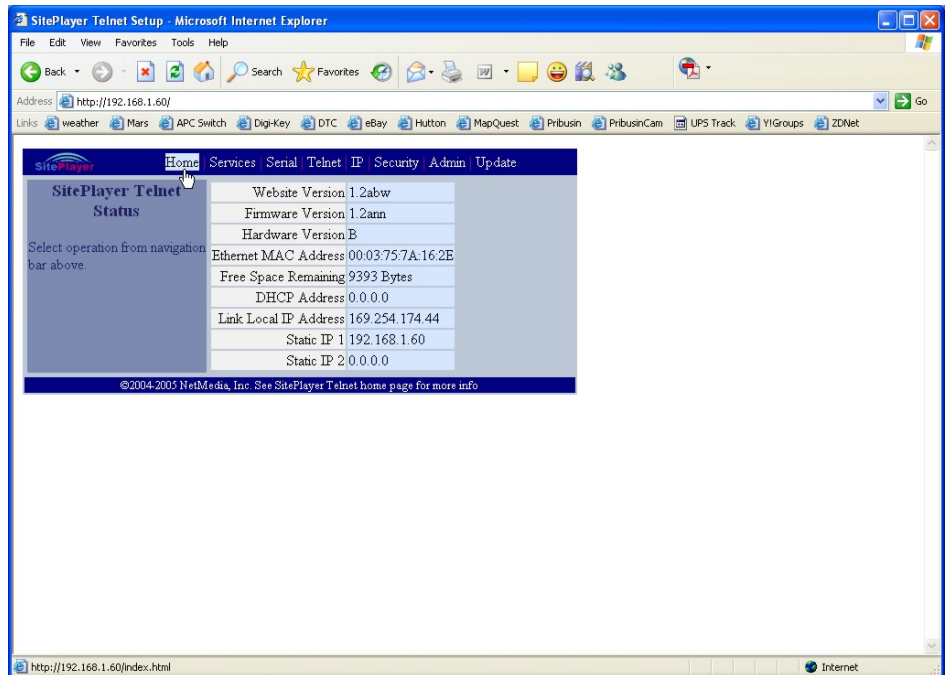 SitePlayer Telnet Setup - Microsoft Internet Explorer
File Edit View Favorites Tools Help
Back Search Favorites
Address http://192.168.1.60/ Go
Links weather Mars APC Switch Digi-Key DTC eBay Hutton MapQuest Pribusin PribusinCam UPS Track Y!Groups ZDNet
SitePlayer Home | Services | Serial | Telnet | IP | Security | Admin | Update
SitePlayer Telnet
Status
Select operation from navigation
bar above.
Website Version 1.2abw
Firmware Version 1.2ann
Hardware Version B
Ethernet MAC Address 00:03:75:7A:16:2E
Free Space Remaining 9393 Bytes
DHCP Address 0.0.0.0
Link Local IP Address 169.254.174.44
Static IP 1 192.168.1.60
Static IP 2 0.0.0.0
©2004-2005 NetMedia, Inc. See SitePlayer Telnet home page for more info
http://192.168.1.60/index.html Internet